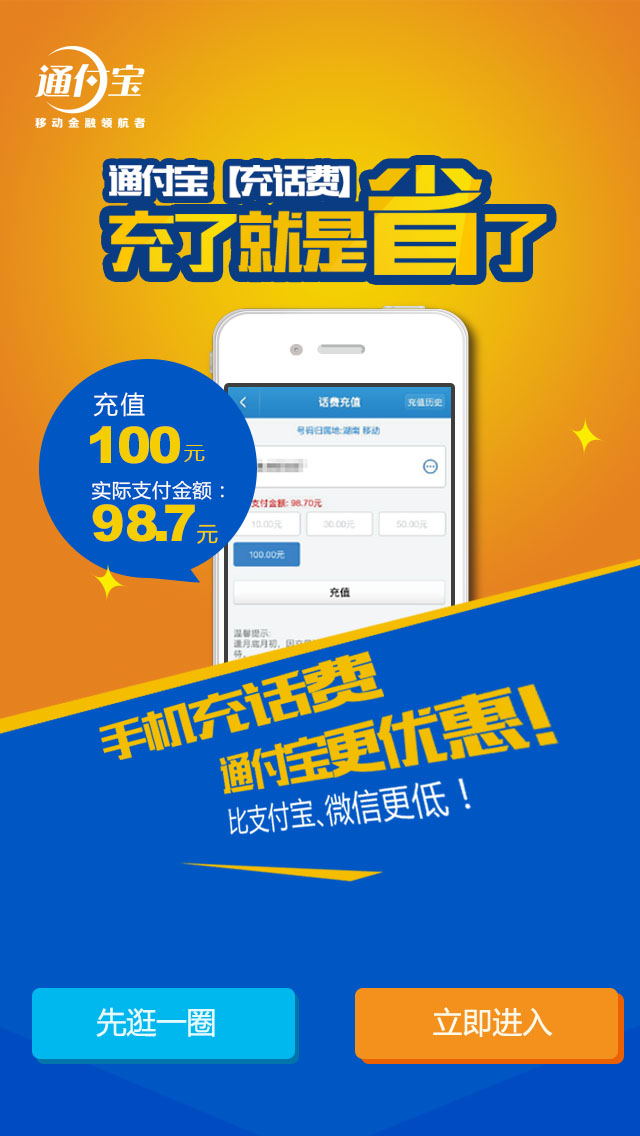 通付宝
移动金融领航者
通付宝【充话费】
充了就是省了
充值
100元
实际支付金额：
98.7元
话费充值
充值历史
号码归属地:湖南 移动
支付金额: 98.70元
10.00元
30.00元
50.00元
100.00元
充值
温馨提示:
逢月底月初，因充
待。
手机充话费
通付宝更优惠！
比支付宝、微信更低！
先逛一圈
立即进入